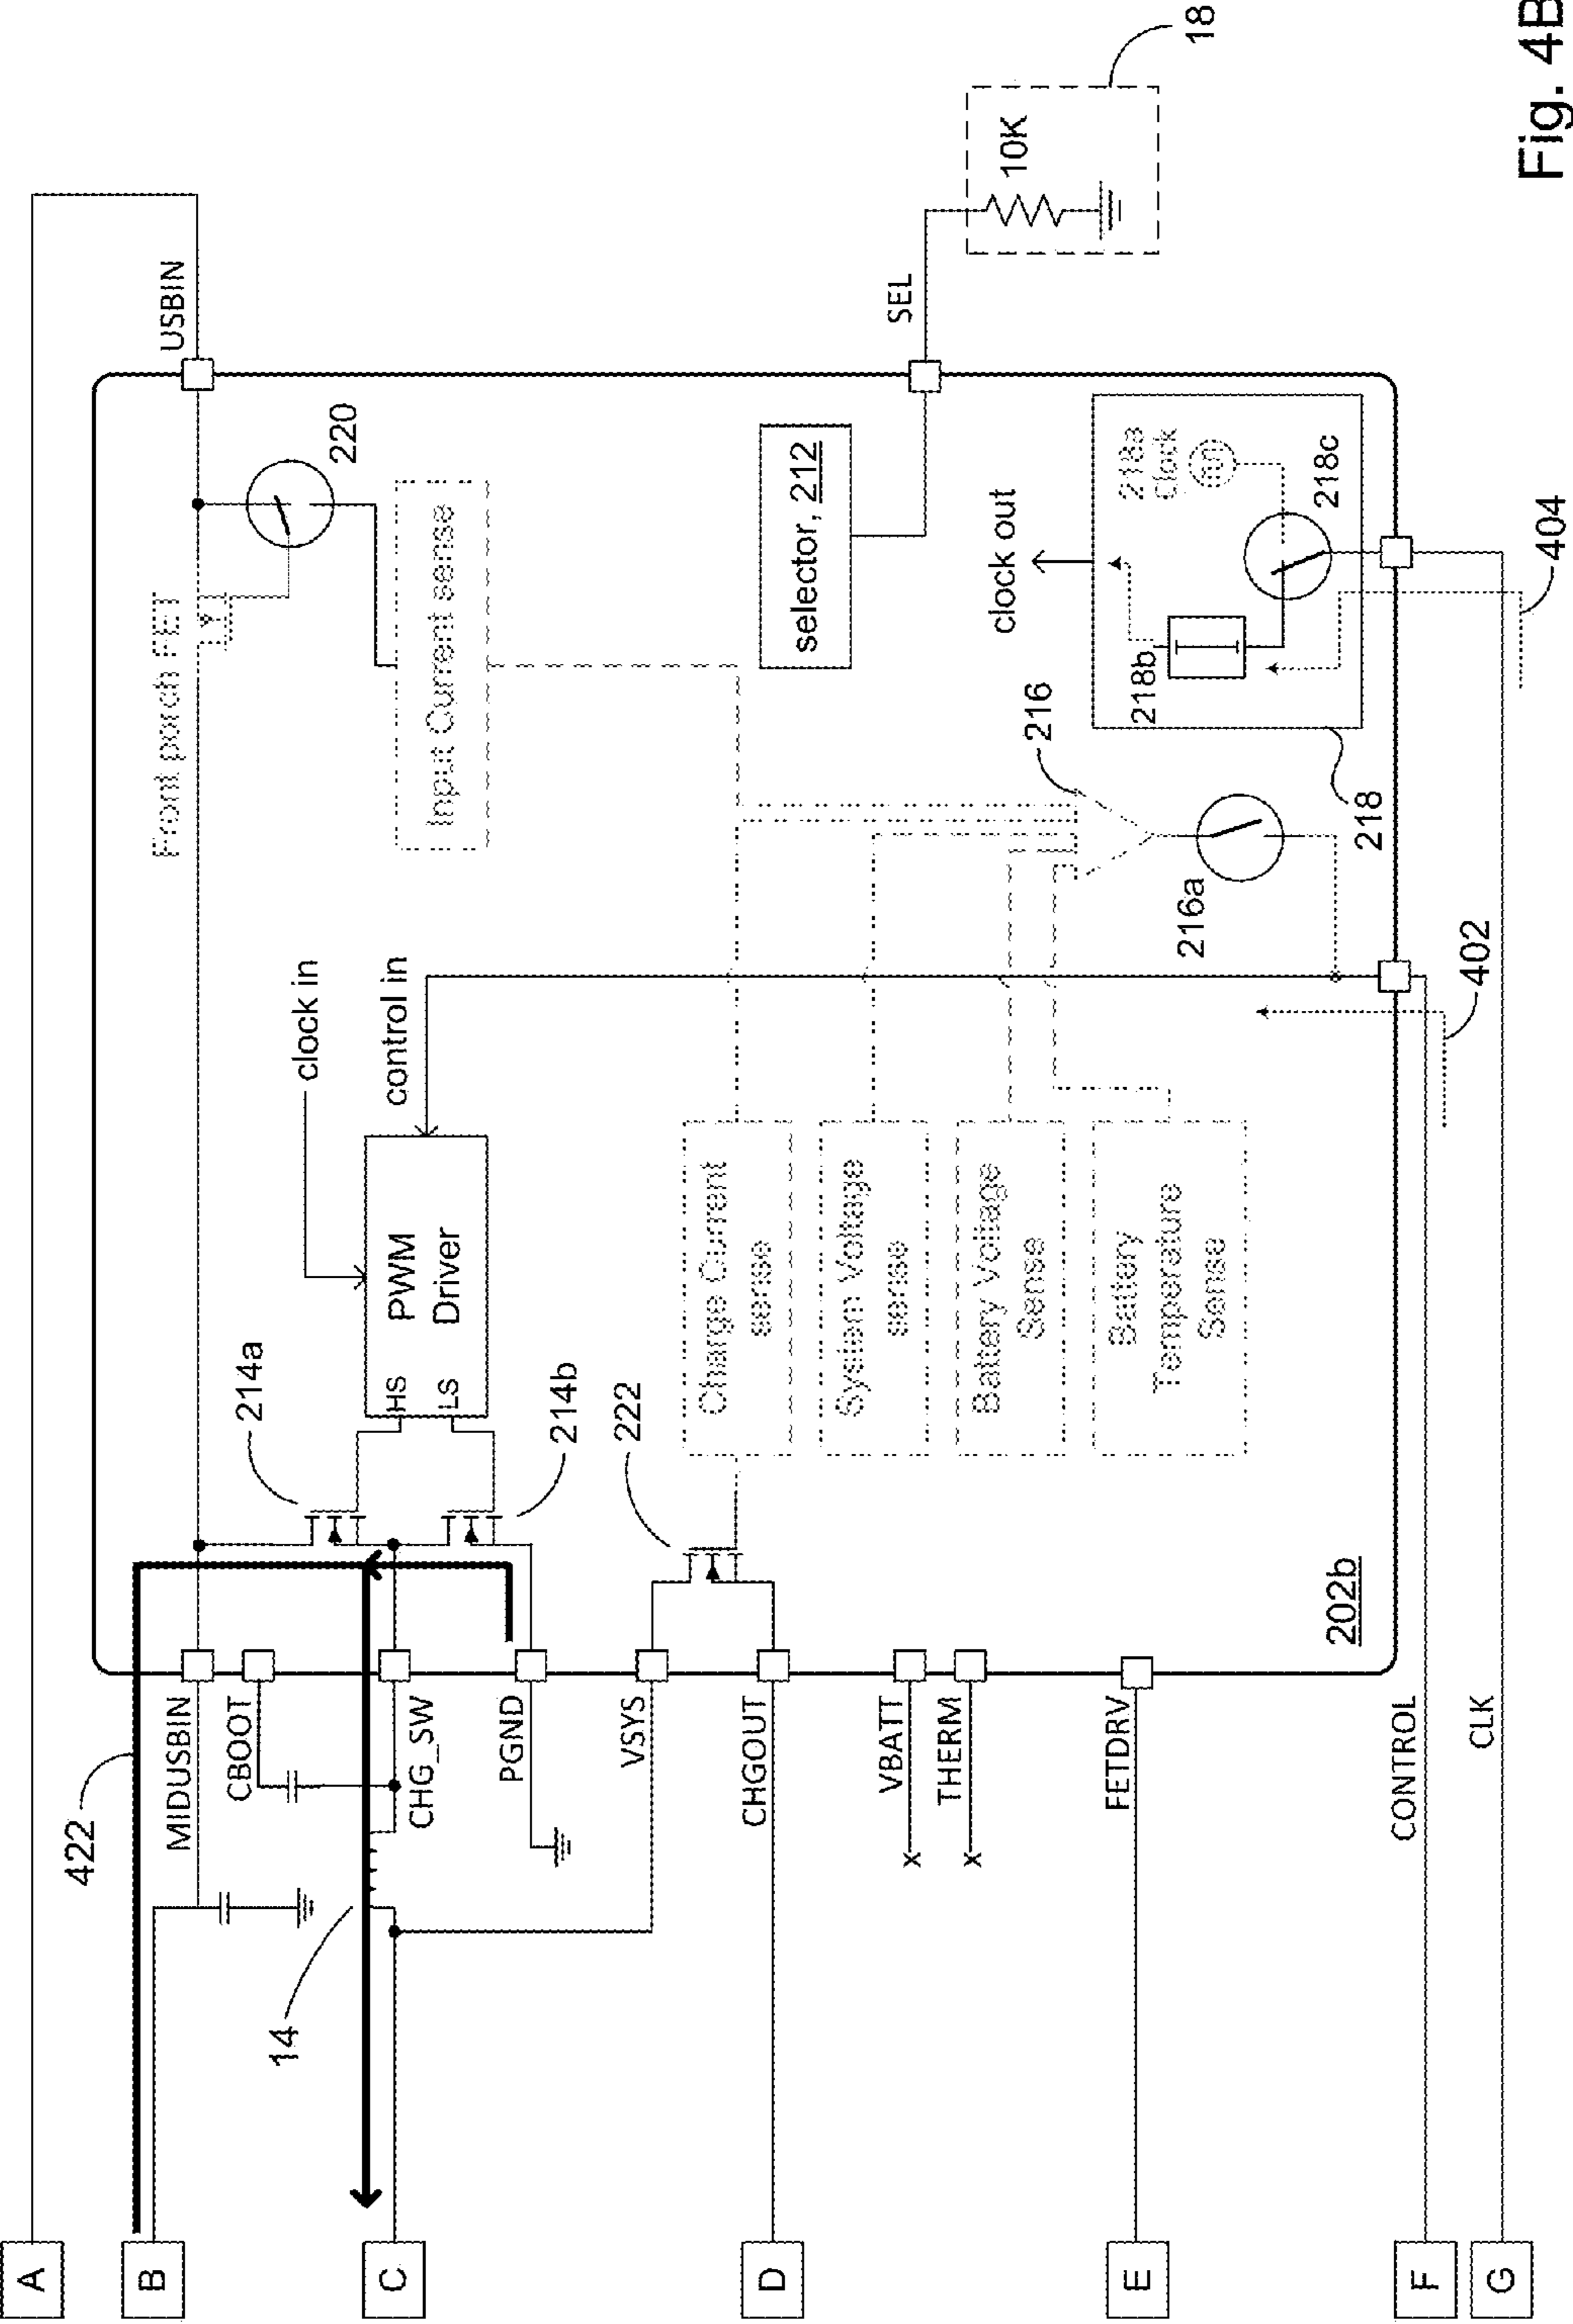 A
B
C
D
E
F
G
422
14
MIDUSBIN
CBOOT
CHG_SW
PGND
VSYS
CHGOUT
VBATT
THERM
FETDRV
CONTROL
CLK
x
x
202b
214a
214b
222
HS
LS
PWM
Driver
clock in
control in
Charge Current
sense
System Voltage
sense
Battery Voltage
Sense
Battery
Temperature
Sense
402
Front porch FET
Input Current sense
220
USBIN
selector, 212
SEL
10K
18
216
216a
218
clock out
218a
Clock
218b
218c
404
Fig. 4B